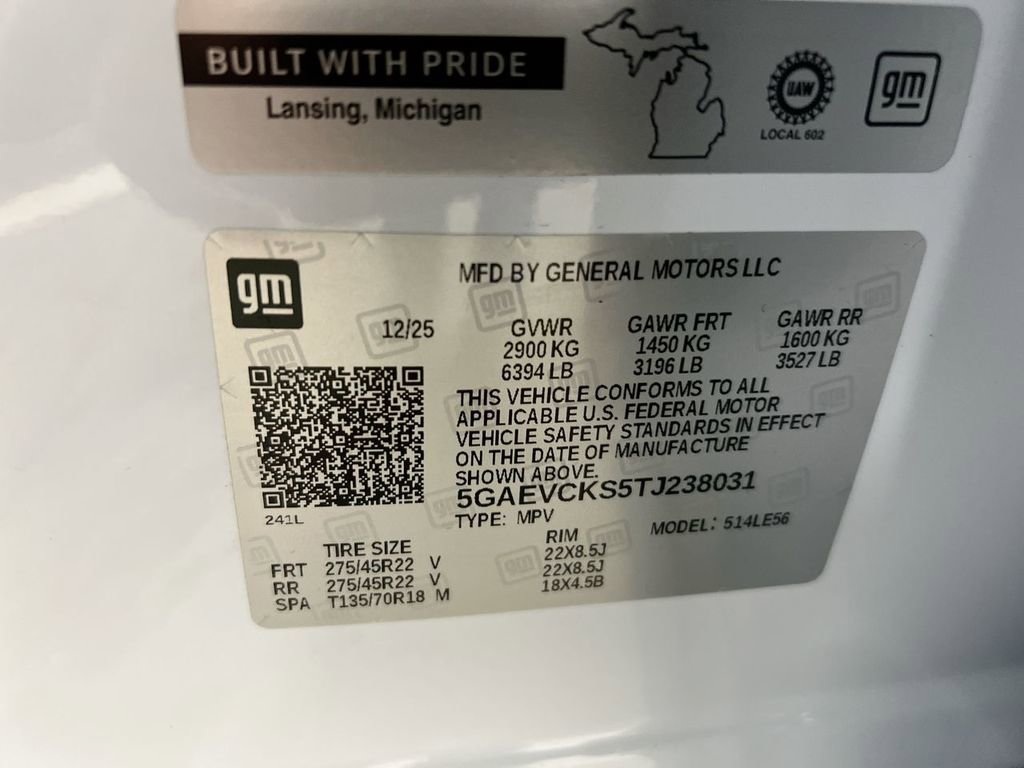 BUILT WITH PRIDE
Lansing, Michigan
UAW
LOCAL 602
gm
gm
MFD BY GENERAL MOTORS LLC
12/25 GVWR GAWR FRT GAWR RR
2900 KG 1450 KG 1600 KG
6394 LB 3196 LB 3527 LB
THIS VEHICLE CONFORMS TO ALL
APPLICABLE U.S. FEDERAL MOTOR
VEHICLE SAFETY STANDARDS IN EFFECT
ON THE DATE OF MANUFACTURE
SHOWN ABOVE.
5GAEVCKS5TJ238031
241L
TYPE: MPV MODEL: 514LE56
TIRE SIZE RIM
FRT 275/45R22 V 22X8.5J
RR 275/45R22 V 22X8.5J
SPA T135/70R18 M 18X4.5B